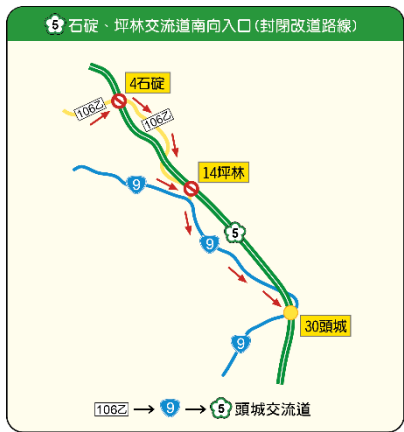 5 石碇、坪林交流道南向入口(封閉改道路線)
4石碇
106乙
106乙
14坪林
9
5
9
30頭城
9
106乙 → 9 → 5 頭城交流道